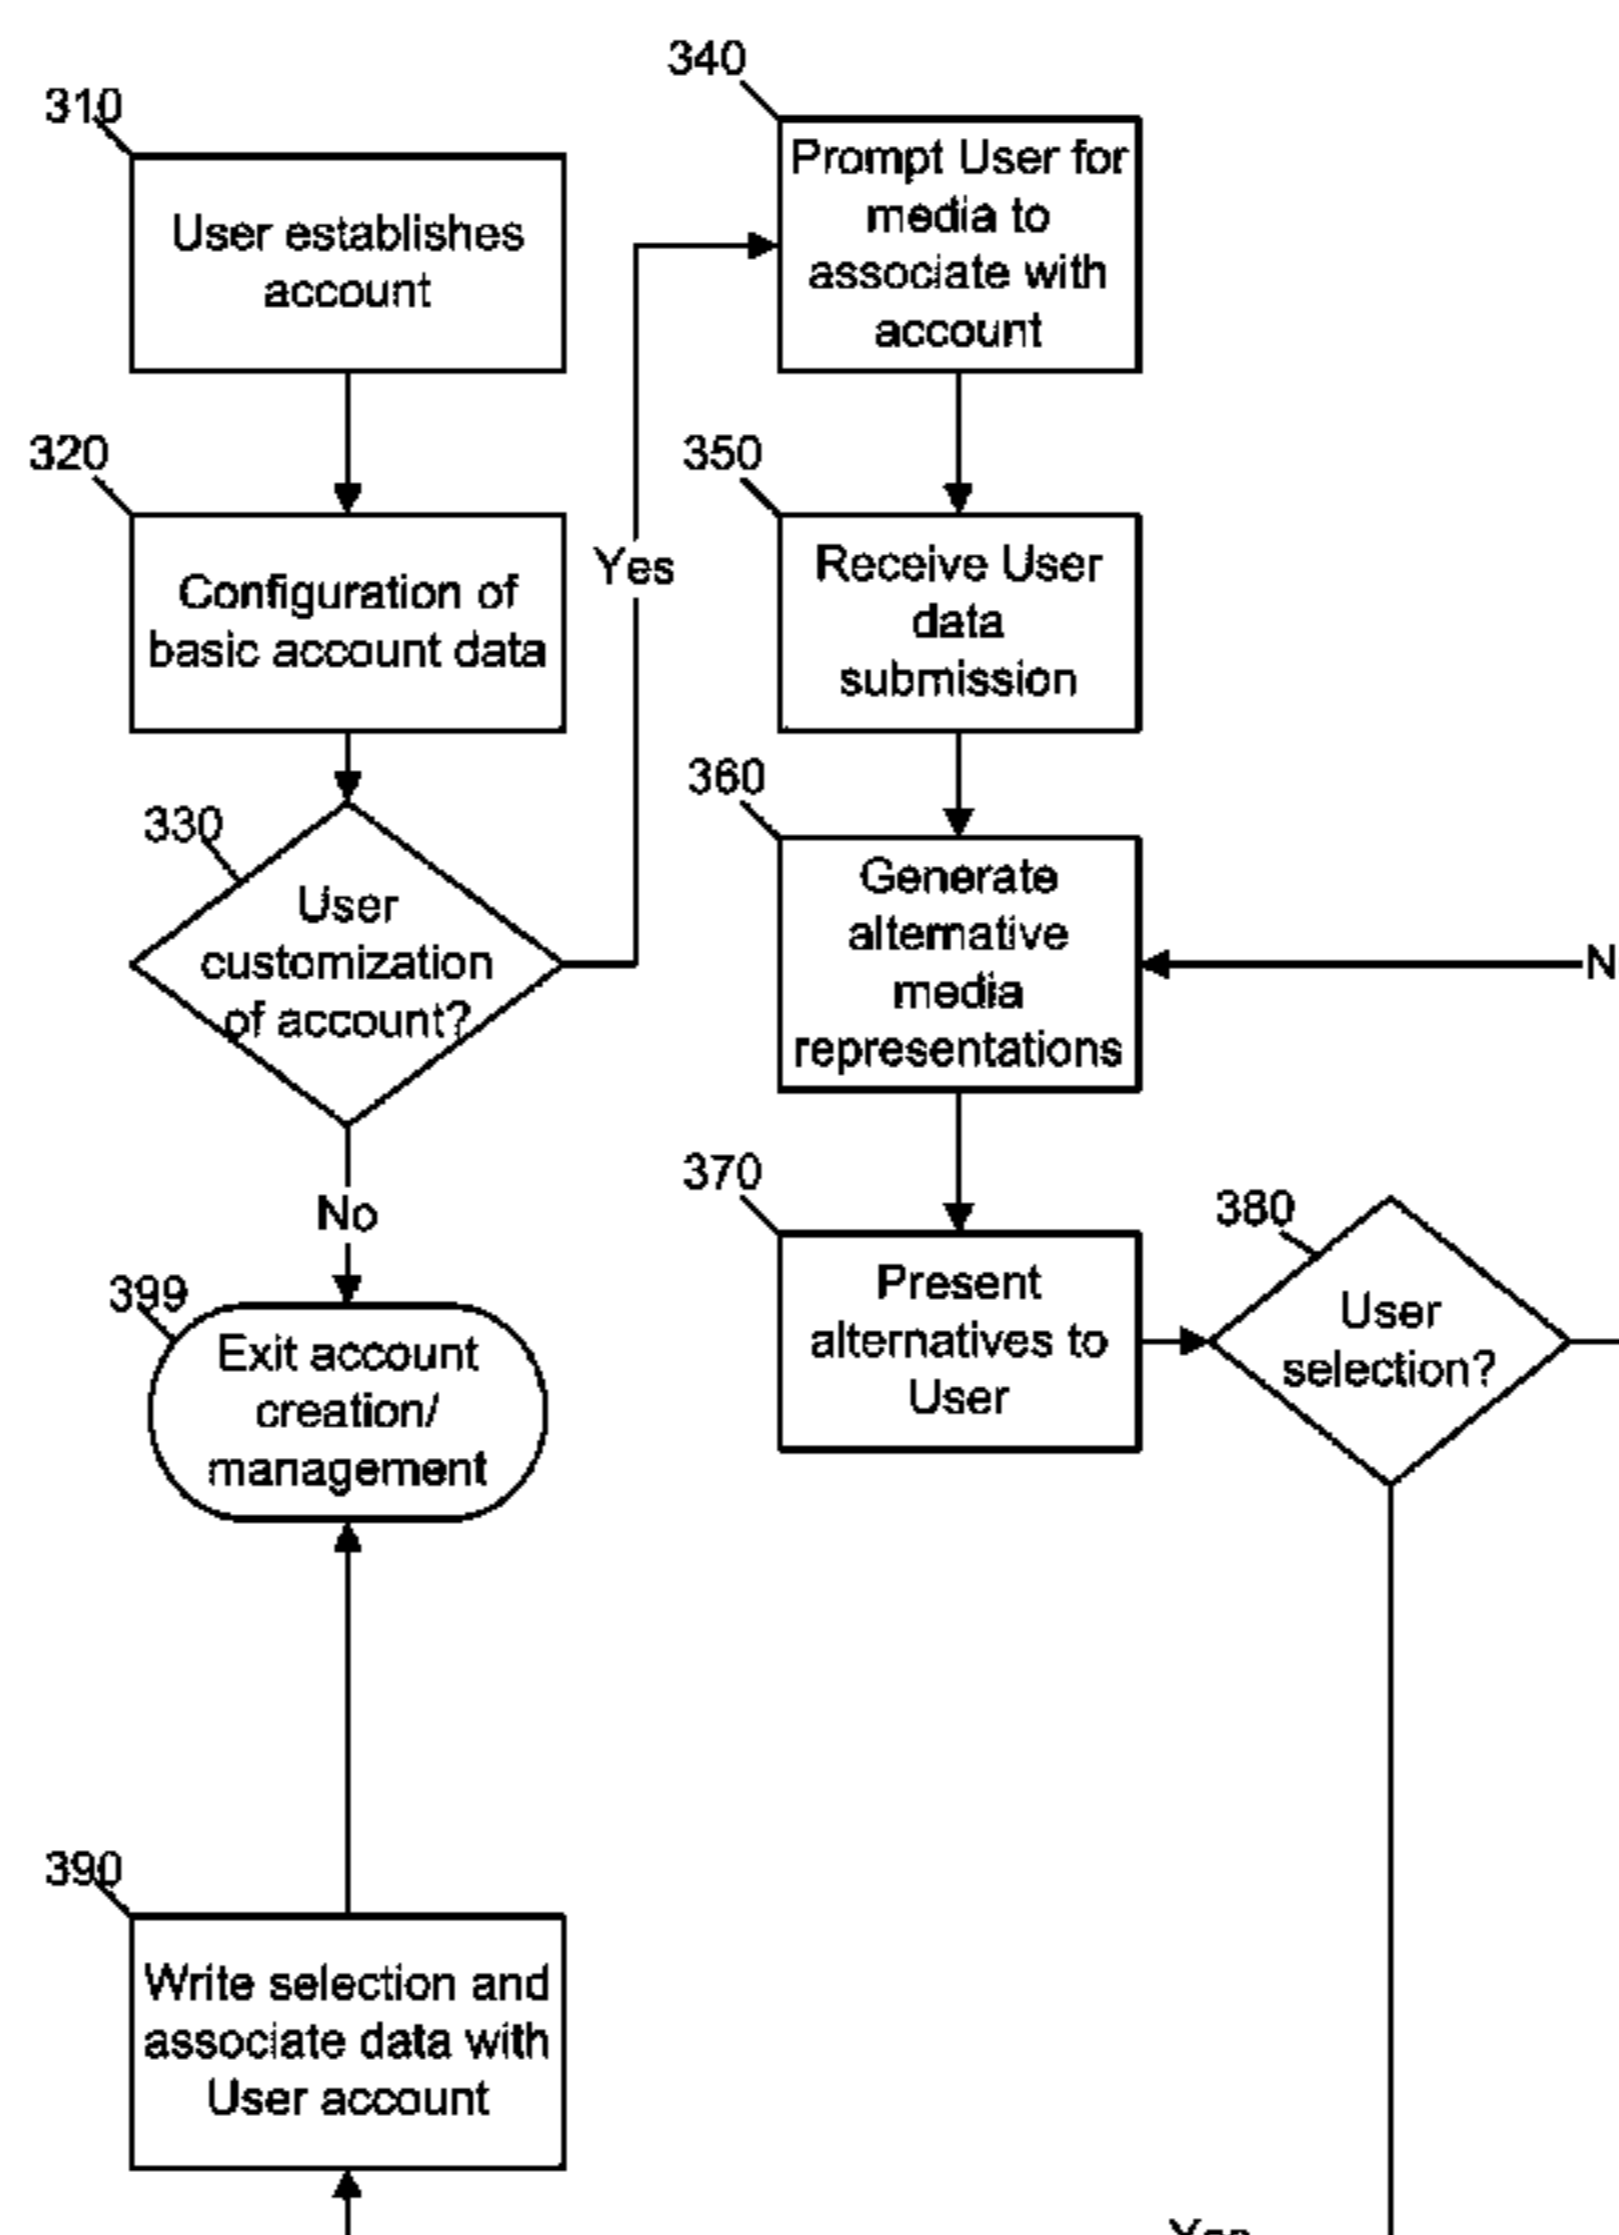 310
User establishes
account
320
Configuration of
basic account data
330
User
customization
of account?
Yes
No
399
Exit account
creation/
management
390
Write selection and
associate data with
User account
340
Prompt User for
media to
associate with
account
350
Receive User
data
submission
360
Generate
alternative
media
representations
N
370
Present
alternatives to
User
380
User
selection?